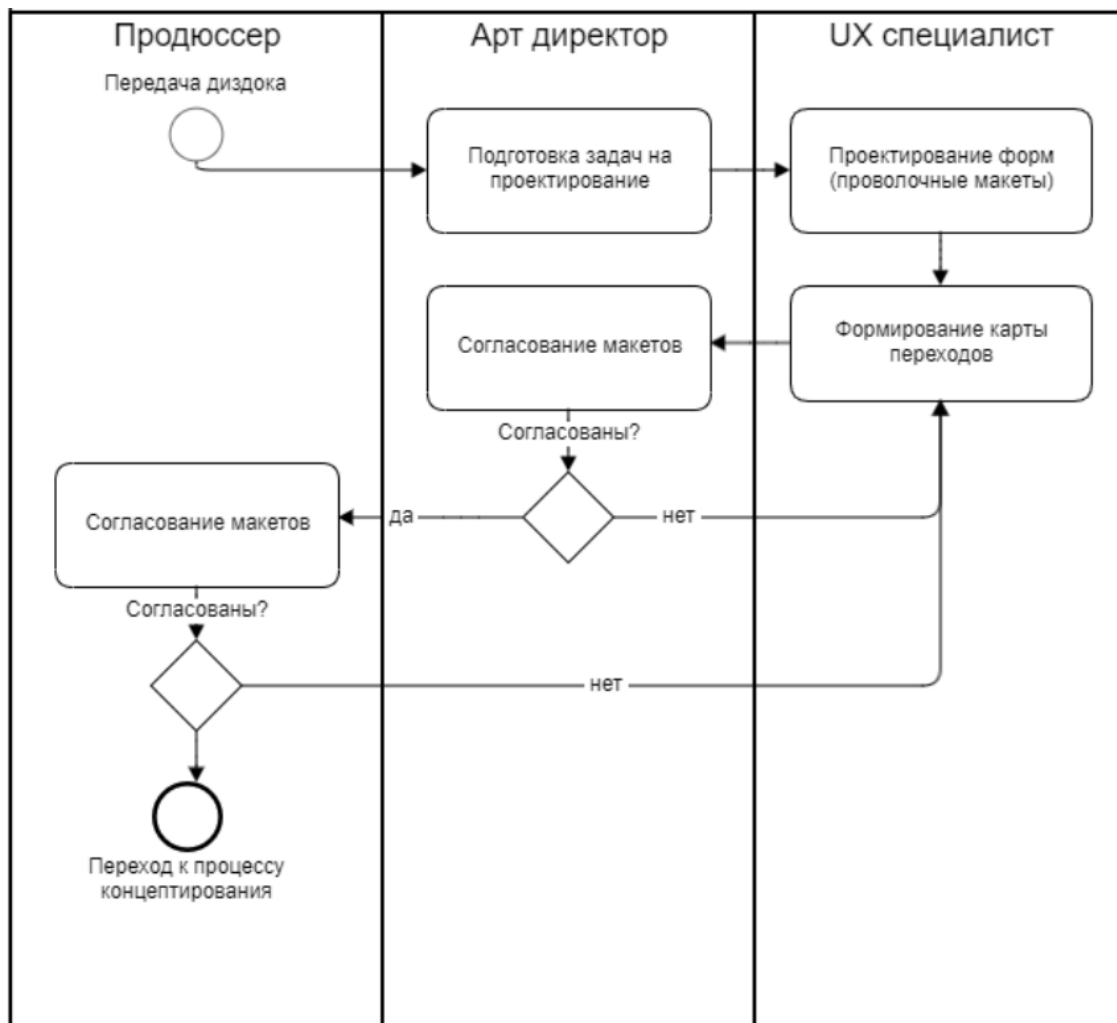 Продюссер
Арт директор
UX специалист
Передача диздока
Подготовка задач на
проектирование
Проектирование форм
(проволочные макеты)
Согласование макетов
Формирование карты
переходов
Согласованы?
Согласование макетов
да
нет
Согласованы?
нет
Переход к процессу
концептирования